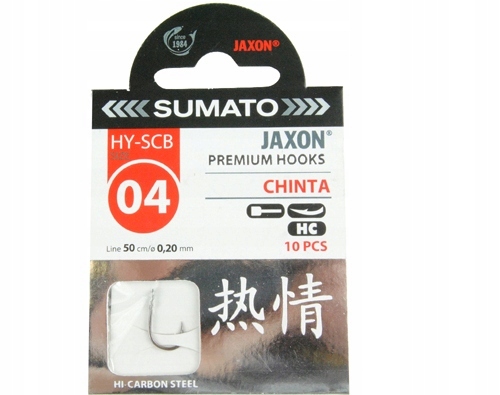 since
1984
JAXON®
SUMATO
HY-SCB
JAXON®
PREMIUM HOOKS
04
CHINTA
HC
10 PCS
Line 50 cm/ø 0,20 mm
热情
HI-CARBON STEEL